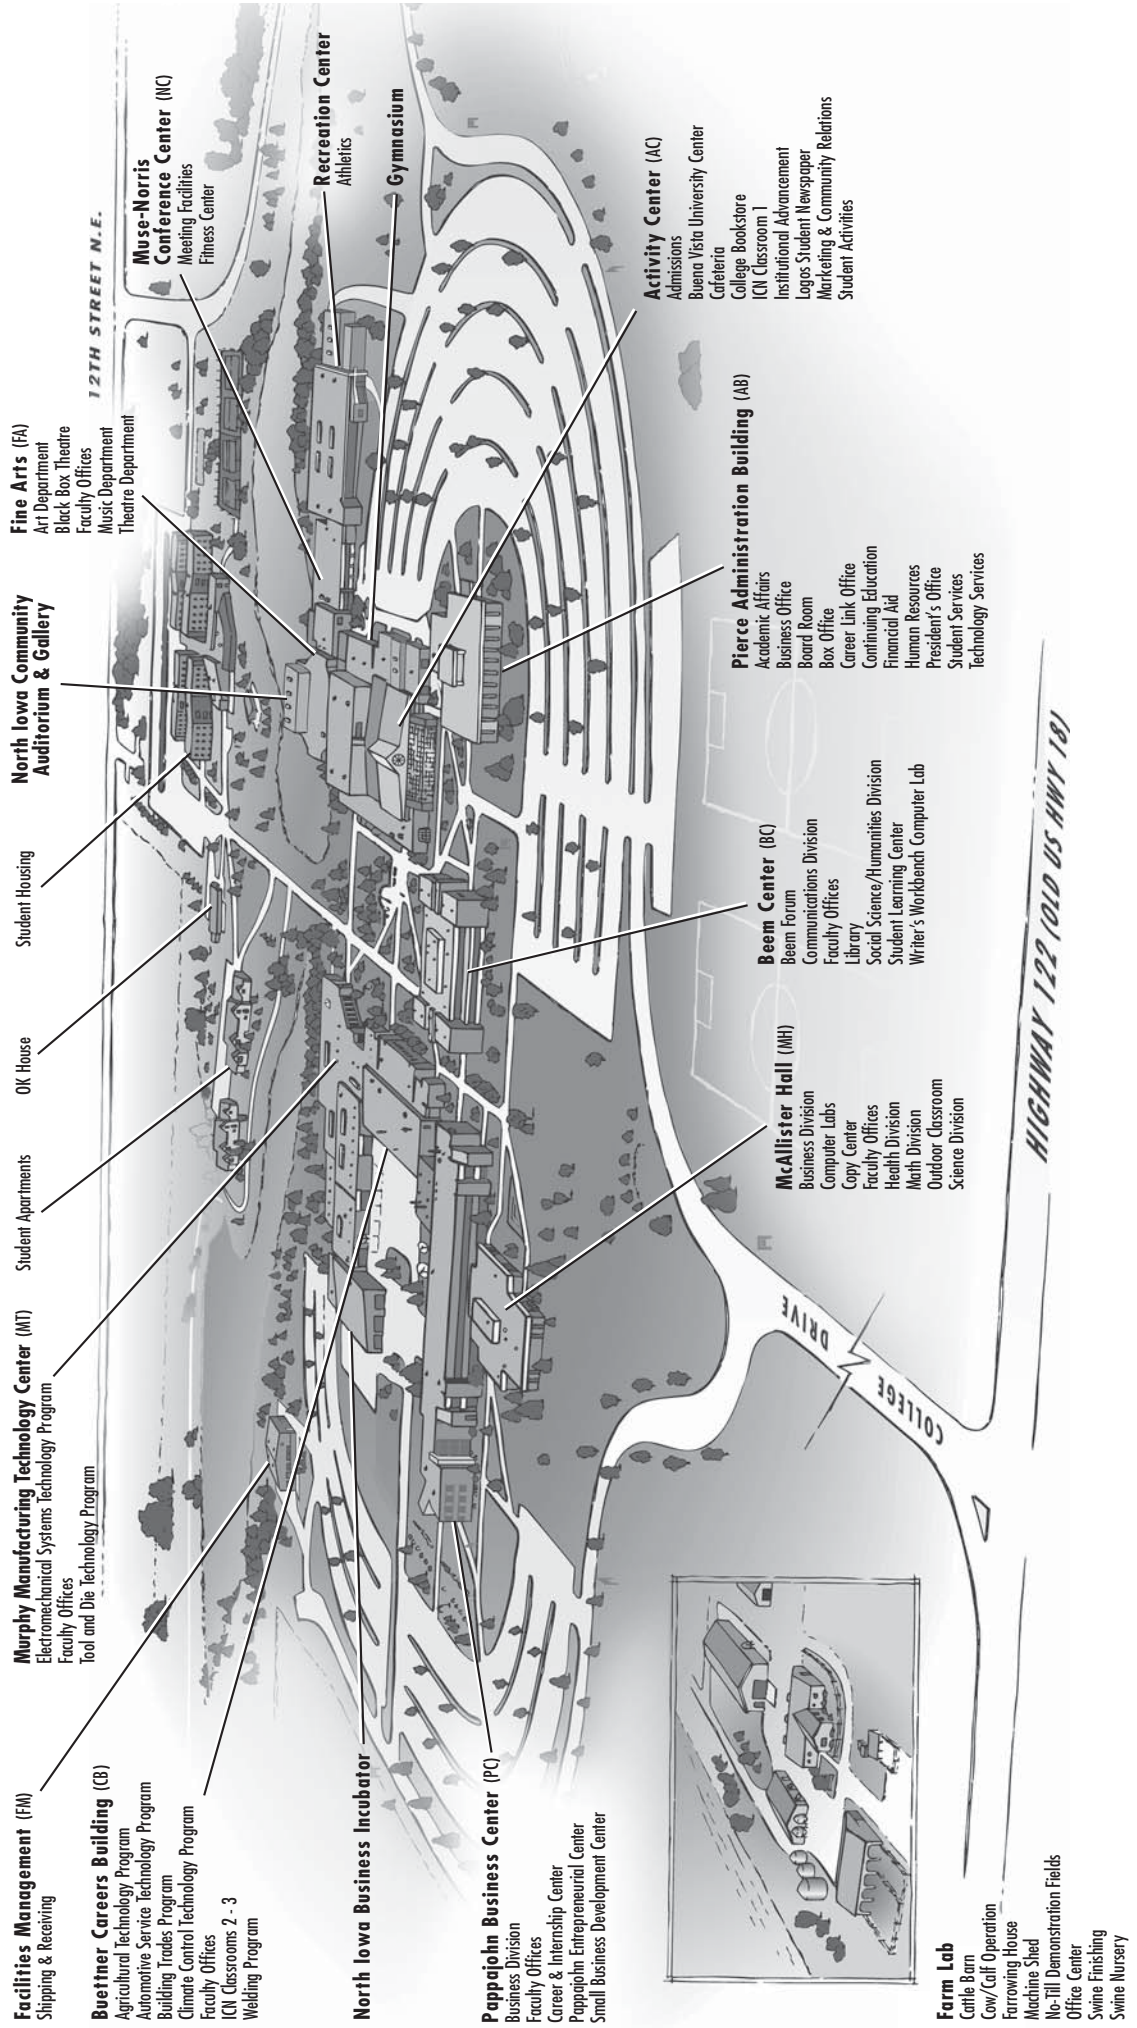 Facilities Management (FM)
Shipping & Receiving
Buettner Careers Building (CB)
Agricultural Technology Program
Automotive Service Technology Program
Building Trades Program
Climate Control Technology Program
Faculty Offices
ICN Classrooms 2 - 3
Welding Program
North Iowa Business Incubator
Pappajohn Business Center (PC)
Business Division
Faculty Offices
Career & Internship Center
Pappajohn Entrepreneurial Center
Small Business Development Center
Farm Lab
Cattle Barn
Cow/Calf Operation
Farrowing House
Machine Shed
No-Till Demonstration Fields
Office Center
Swine Finishing
Swine Nursery
Murphy Manufacturing Technology Center (MT)
Electromechanical Systems Technology Program
Faculty Offices
Tool and Die Technology Program
Student Apartments
OK House
Student Housing
North Iowa Community
Auditorium & Gallery
Fine Arts (FA)
Art Department
Black Box Theatre
Faculty Offices
Music Department
Theatre Department
12TH STREET N.E.
Muse-Norris
Conference Center (NC)
Meeting Facilities
Fitness Center
Recreation Center
Athletics
Gymnasium
Activity Center (AC)
Admissions
Buena Vista University Center
Cafeteria
College Bookstore
ICN Classroom 1
Institutional Advancement
Logos Student Newspaper
Marketing & Community Relations
Student Activities
Pierce Administration Building (AB)
Academic Affairs
Business Office
Board Room
Box Office
Career Link Office
Continuing Education
Financial Aid
Human Resources
President's Office
Student Services
Technology Services
Beem Center (BC)
Beem Forum
Communications Division
Faculty Offices
Library
Social Science/Humanities Division
Student Learning Center
Writer's Workbench Computer Lab
McAllister Hall (MH)
Business Division
Computer Labs
Copy Center
Faculty Offices
Health Division
Math Division
Outdoor Classroom
Science Division
COLLEGE DRIVE
HIGHWAY 122 (OLD US HWY 18)